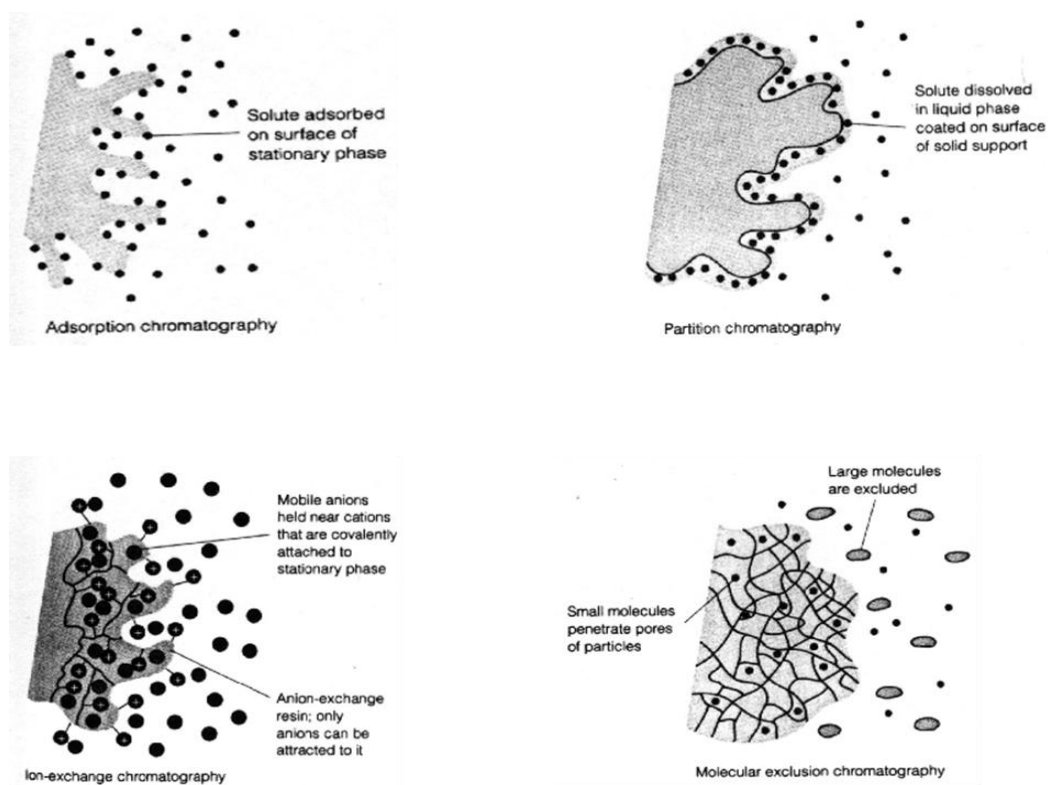 Solute adsorbed
on surface of
stationary phase
Adsorption chromatography
Solute dissolved
in liquid phase
coated on surface
of solid support
Partition chromatography
Mobile anions
held near cations
that are covalently
attached to
stationary phase
Anion-exchange
resin; only
anions can be
attracted to it
Ion-exchange chromatography
Large molecules
are excluded
Small molecules
penetrate pores
of particles
Molecular exclusion chromatography